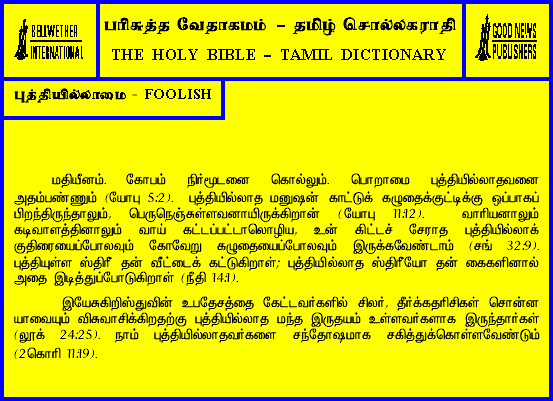 BELLWETHER
INTERNATIONAL
பரிசுத்த வேதாகமம் – தமிழ் சொல்லகராதி
THE HOLY BIBLE – TAMIL DICTIONARY
GOOD NEWS
PUBLISHERS
புத்தியில்லாமை - FOOLISH
மதியீனம். கோபம் நிர்மூடனை கொல்லும். பொறாமை புத்தியில்லாதவனை
அதம்பண்ணும் (யோபு 5:2). புத்தியில்லாத மனுஷன் காட்டுக் கழுதைக்குட்டிக்கு ஒப்பாகப்
பிறந்திருந்தாலும், பெருநெஞ்சுள்ளவனாயிருக்கிறான் (யோபு 11:12). வாரினாலும்
கடிவாளத்தினாலும் வாய் கட்டப்பட்டாலொழிய, உன் கிட்டச் சேராத புத்தியில்லாக்
குதிரையைப்போலவும் கோவேறு கழுதையைப்போலவும் இருக்கவேண்டாம் (சங் 32:9).
புத்தியுள்ள ஸ்திரீ தன் வீட்டைக் கட்டுகிறாள்; புத்தியில்லாத ஸ்திரீயோ தன் கைகளினால்
அதை இடித்துப்போடுகிறாள் (நீதி 14:1).
இயேசுகிறிஸ்துவின் உபதேசத்தை கேட்டவர்களில் சிலர், தீர்க்கதரிசிகள் சொன்ன
யாவையும் விசுவாசிக்கிறதற்கு புத்தியில்லாத மந்த இருதயம் உள்ளவர்களாக இருந்தார்கள்
(லூக் 24:25). நாம் புத்தியில்லாதவர்களை சந்தோஷமாக சகித்துக்கொள்ளவேண்டும்
(2கொரி 11:19).